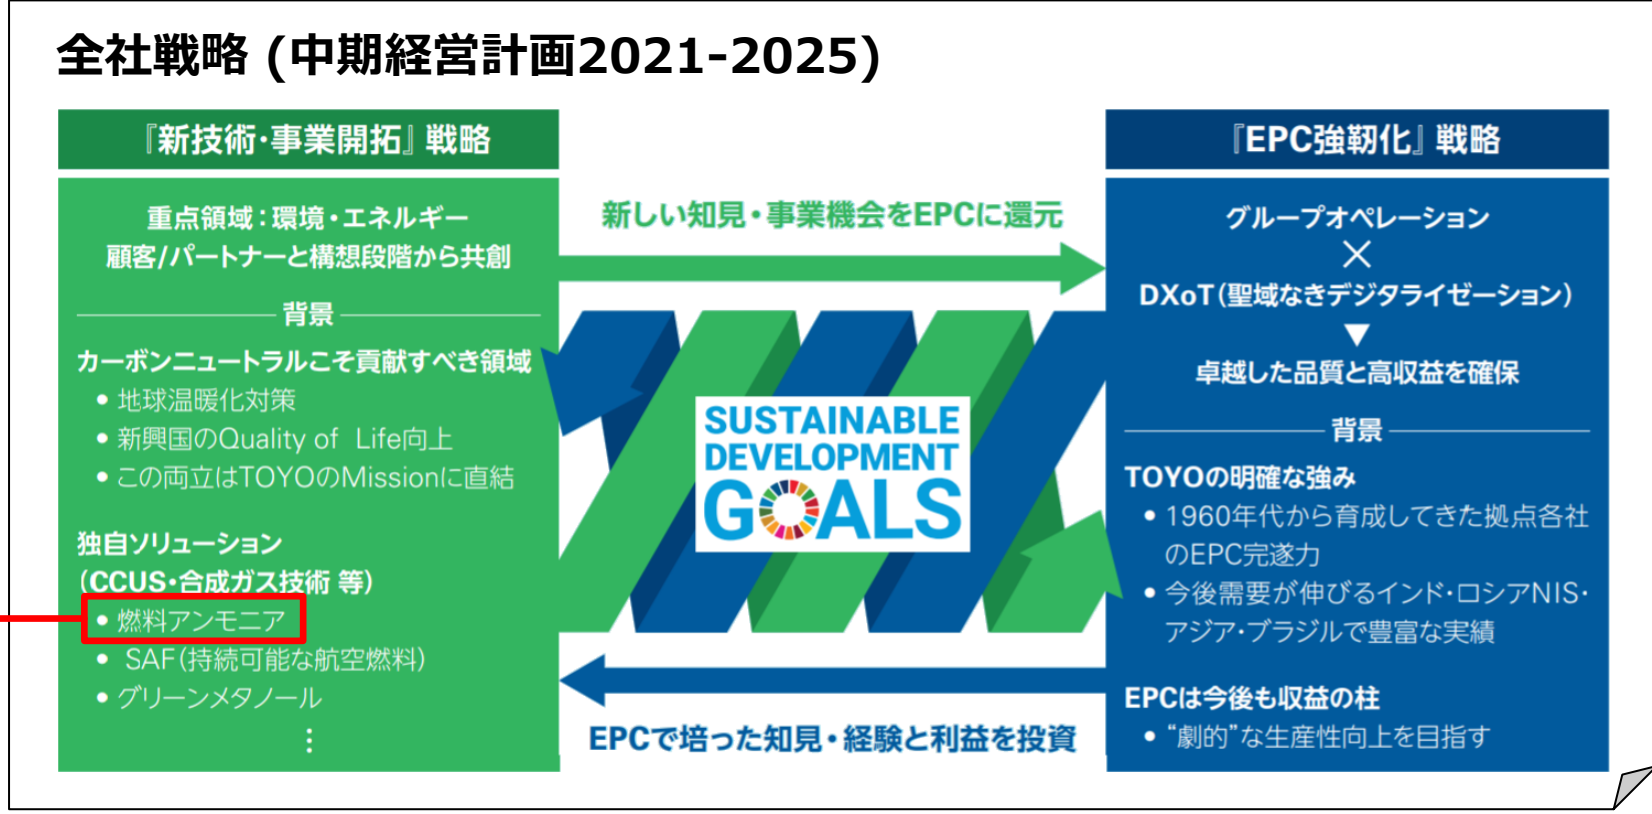 全社戦略 (中期経営計画2021-2025)
『新技術・事業開拓』戦略
重点領域：環境・エネルギー
顧客/パートナーと構想段階から共創
背景
カーボンニュートラルこそ貢献すべき領域
• 地球温暖化対策
• 新興国のQuality of Life向上
• この両立はTOYOのMissionに直結
独自ソリューション
（CCUS・合成ガス技術 等）
• 燃料アンモニア
• SAF（持続可能な航空燃料）
• グリーンメタノール
⋮
新しい知見・事業機会をEPCに還元
SUSTAINABLE
DEVELOPMENT
GOALS
EPCで培った知見・経験と利益を投資
『EPC強靭化』戦略
グループオペレーション
×
DXoT（聖域なきデジタライゼーション）
▼
卓越した品質と高収益を確保
背景
TOYOの明確な強み
• 1960年代から育成してきた拠点各社
のEPC完遂力
• 今後需要が伸びるインド・ロシアNIS・
アジア・ブラジルで豊富な実績
EPCは今後も収益の柱
• “劇的”な生産性向上を目指す